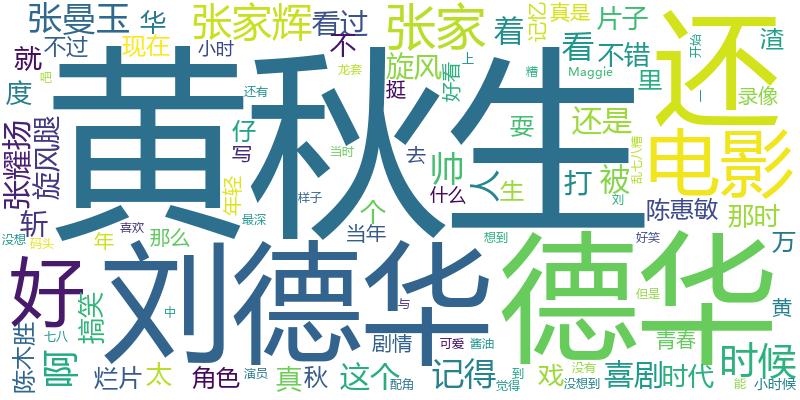 张曼玉
华
张家辉
看过
张家
着
记忆
真是
片子
就
不过
现在
小时
不
看
不错
渣
还
旋风
好看
上
里
开始
度
唱
还有
龙套
挺
糟
Maggie
一
录像
黄秋生
张耀扬
旋风腿
仔
写
当时
去
帅
耍
还是
乱七八糟
电影
斩
年轻
样子
什么
人
生
打
被
刘
陈惠敏
那时
没想
码头
年
喜欢
那么
最深
个
当年
想到
好笑
万
好
刘德华
德华
但是
黄
陈木胜
七八
搞笑
中
与
剧情
可爱
酱油
青春
时候
啊
烂片
太
角色
演员
真
秋
这个
配角
记得
觉得
到
戏
没有
没想到
喜剧
时代
能
小时候